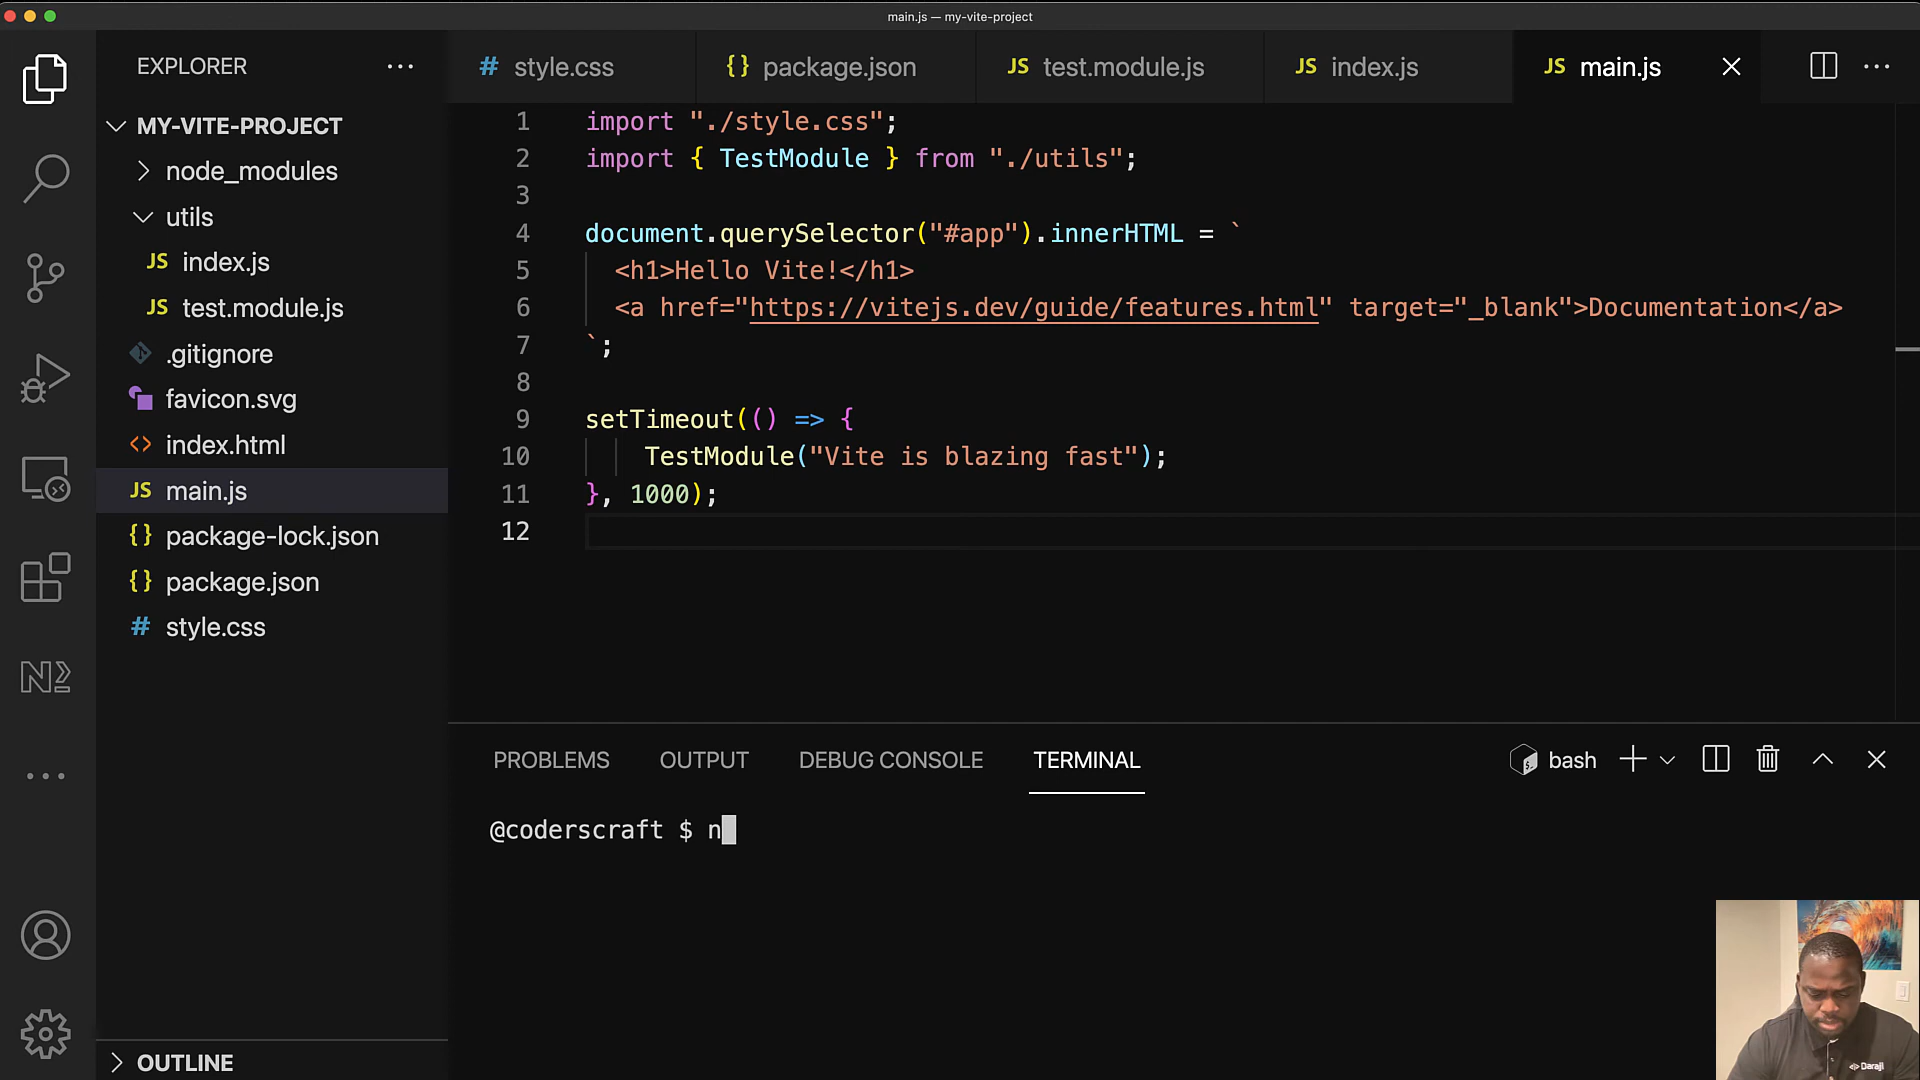 main.js — my-vite-project
EXPLORER
MY-VITE-PROJECT
node_modules
utils
JS index.js
JS test.module.js
.gitignore
favicon.svg
<> index.html
JS main.js
{} package-lock.json
{} package.json
# style.css
OUTLINE
# style.css
{} package.json
JS test.module.js
JS index.js
JS main.js
1 import "./style.css";
2 import { TestModule } from "./utils";
3
4 document.querySelector("#app").innerHTML = `
5 <h1>Hello Vite!</h1>
6 <a href="https://vitejs.dev/guide/features.html" target="_blank">Documentation</a>
7 `;
8
9 setTimeout(() => {
10 TestModule("Vite is blazing fast");
11 }, 1000);
12
PROBLEMS OUTPUT DEBUG CONSOLE TERMINAL
bash
@coderscraft $ n
Daraji